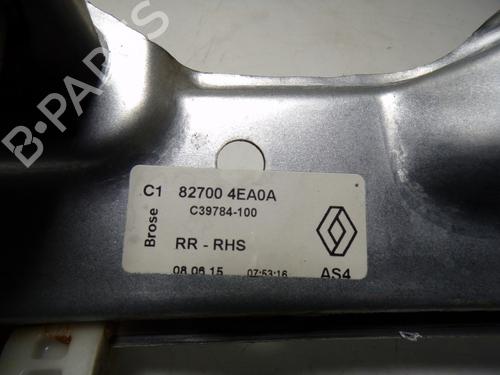 B-PARTS
C1 82700 4EA0A
C39784-100
Brose
RR - RHS
08.06.15 07:53:16 AS4